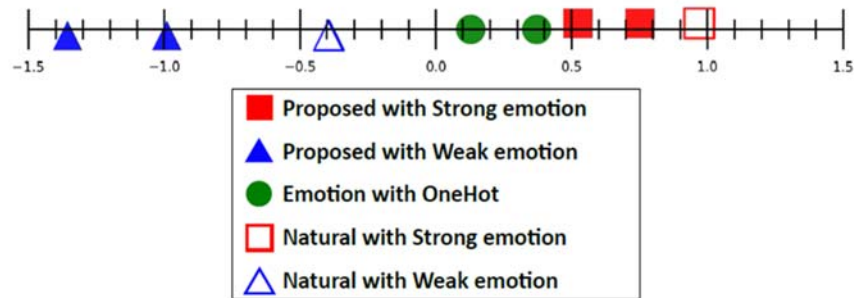 −1.5 −1.0 −0.5 0.0 0.5 1.0 1.5
Proposed with Strong emotion
Proposed with Weak emotion
Emotion with OneHot
Natural with Strong emotion
Natural with Weak emotion